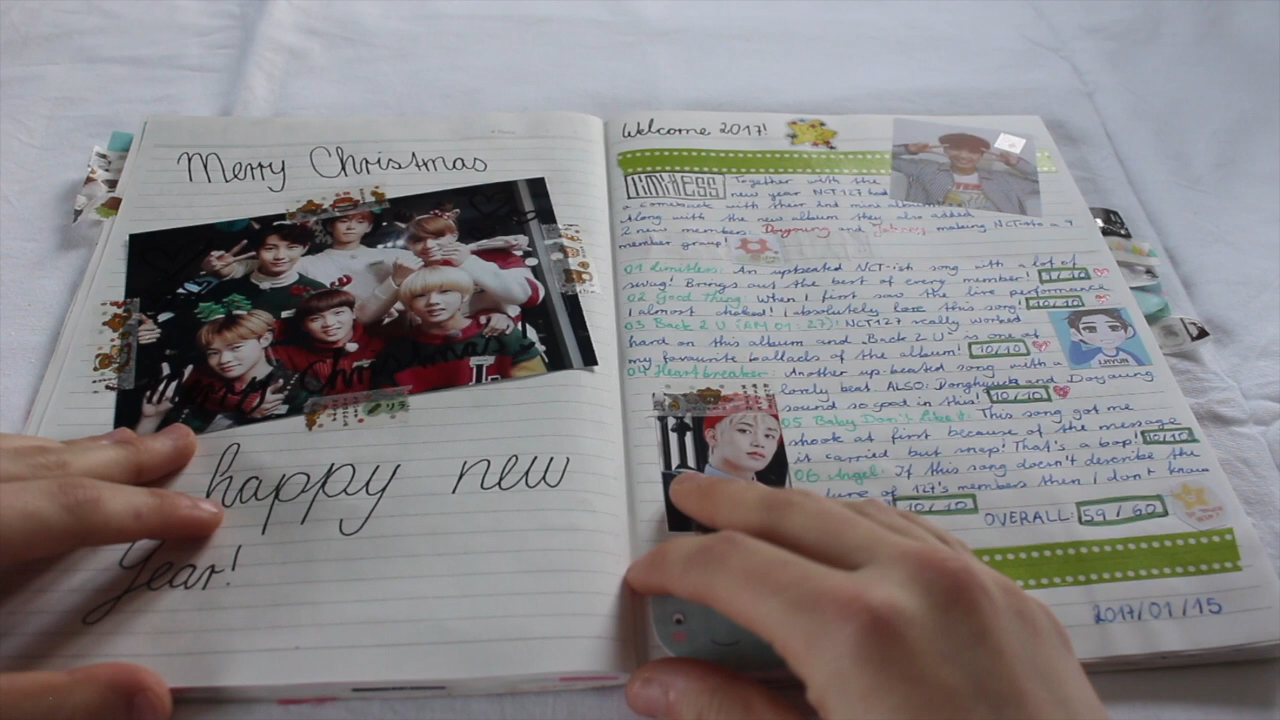 Merry Christmas
Merry Christmas
happy new
Year!
Welcome 2017!
limitless Together with the
new year NCT127 had
a comeback with their 2nd mini album
Along with the new album they also added
2 new members: Doyoung and Johnny making NCT into a 9
member group!
01 Limitless: An upbeated NCT-ish song with a lot of
swag! Brings out the best of every member!
02 Good thing: When I first saw the live performance
I almost choked! I absolutely love this song! 10/10
03 Back 2 U (AM 01:27)! NCT127 really worked
hard on this album and „Back 2 U" is one of
my favourite ballads of the album! 10/10
JAHYUN
04 Heartbreaker: Another up-beated song with a
lovely beat ALSO: Donghyuck and Doyoung
sound so good in this! 10/10
05 Baby Don't Like it: This song got me
shook at first because of the message
it carried but meep! That's a bop! 10/10
06 Angel: If this song doesn't describe the
of 127's members then I don't know
10/10
OVERALL: 59/60
2017/01/15